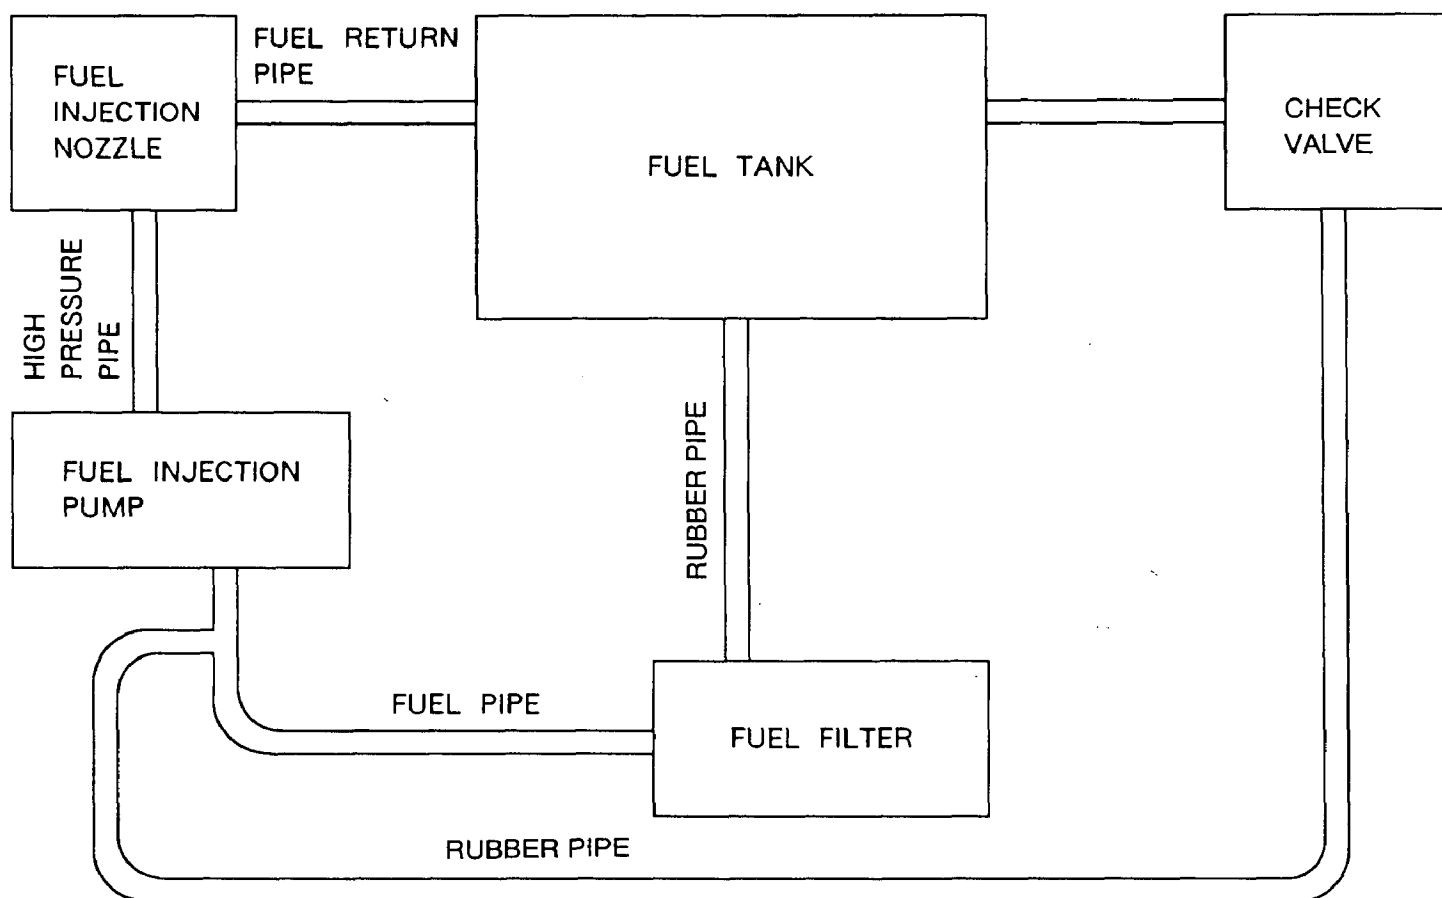 FUEL RETURN
PIPE
FUEL
INJECTION
NOZZLE
FUEL TANK
CHECK
VALVE
HIGH
PRESSURE
PIPE
RUBBER PIPE
FUEL INJECTION
PUMP
FUEL PIPE
FUEL FILTER
RUBBER PIPE